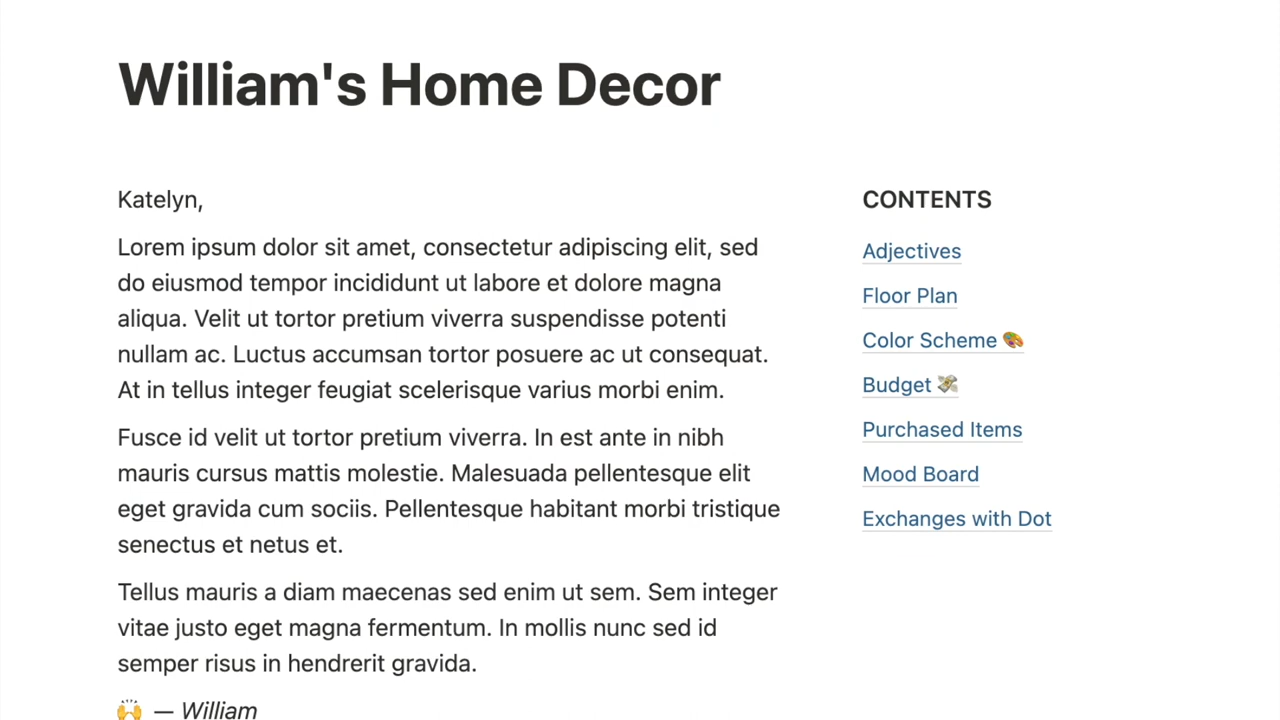 William's Home Decor
Katelyn,
Lorem ipsum dolor sit amet, consectetur adipiscing elit, sed
do eiusmod tempor incididunt ut labore et dolore magna
aliqua. Velit ut tortor pretium viverra suspendisse potenti
nullam ac. Luctus accumsan tortor posuere ac ut consequat.
At in tellus integer feugiat scelerisque varius morbi enim.
Fusce id velit ut tortor pretium viverra. In est ante in nibh
mauris cursus mattis molestie. Malesuada pellentesque elit
eget gravida cum sociis. Pellentesque habitant morbi tristique
senectus et netus et.
Tellus mauris a diam maecenas sed enim ut sem. Sem integer
vitae justo eget magna fermentum. In mollis nunc sed id
semper risus in hendrerit gravida.
🙌 — William
CONTENTS
Adjectives
Floor Plan
Color Scheme 🎨
Budget 💸
Purchased Items
Mood Board
Exchanges with Dot